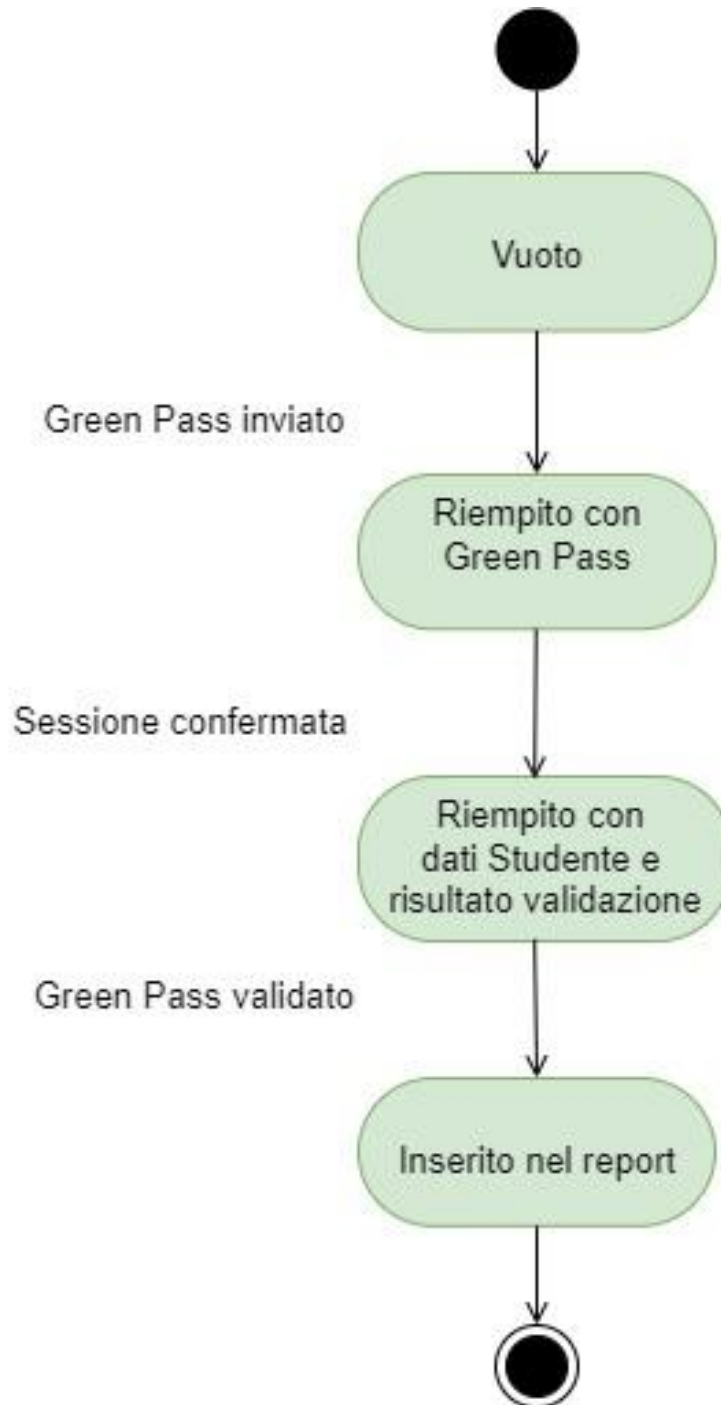 Vuoto
Green Pass inviato
Riempito con
Green Pass
Sessione confermata
Riempito con
dati Studente e
risultato validazione
Green Pass validato
Inserito nel report